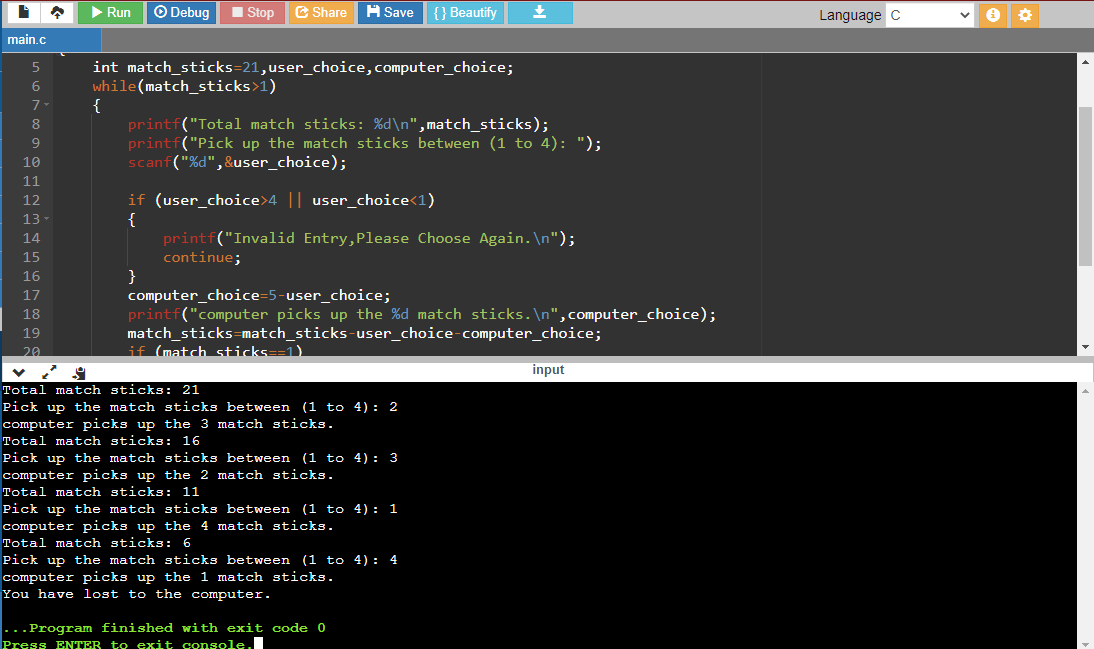 Run Debug Stop Share Save { } Beautify Language C
main.c
5 int match_sticks=21,user_choice,computer_choice;
6 while(match_sticks>1)
7 {
8 printf("Total match sticks: %d\n",match_sticks);
9 printf("Pick up the match sticks between (1 to 4): ");
10 scanf("%d",&user_choice);
11
12 if (user_choice>4 || user_choice<1)
13 {
14 printf("Invalid Entry,Please Choose Again.\n");
15 continue;
16 }
17 computer_choice=5-user_choice;
18 printf("computer picks up the %d match sticks.\n",computer_choice);
19 match_sticks=match_sticks-user_choice-computer_choice;
20 if (match_sticks==1)
input
Total match sticks: 21
Pick up the match sticks between (1 to 4): 2
computer picks up the 3 match sticks.
Total match sticks: 16
Pick up the match sticks between (1 to 4): 3
computer picks up the 2 match sticks.
Total match sticks: 11
Pick up the match sticks between (1 to 4): 1
computer picks up the 4 match sticks.
Total match sticks: 6
Pick up the match sticks between (1 to 4): 4
computer picks up the 1 match sticks.
You have lost to the computer.
...Program finished with exit code 0
Press ENTER to exit console.